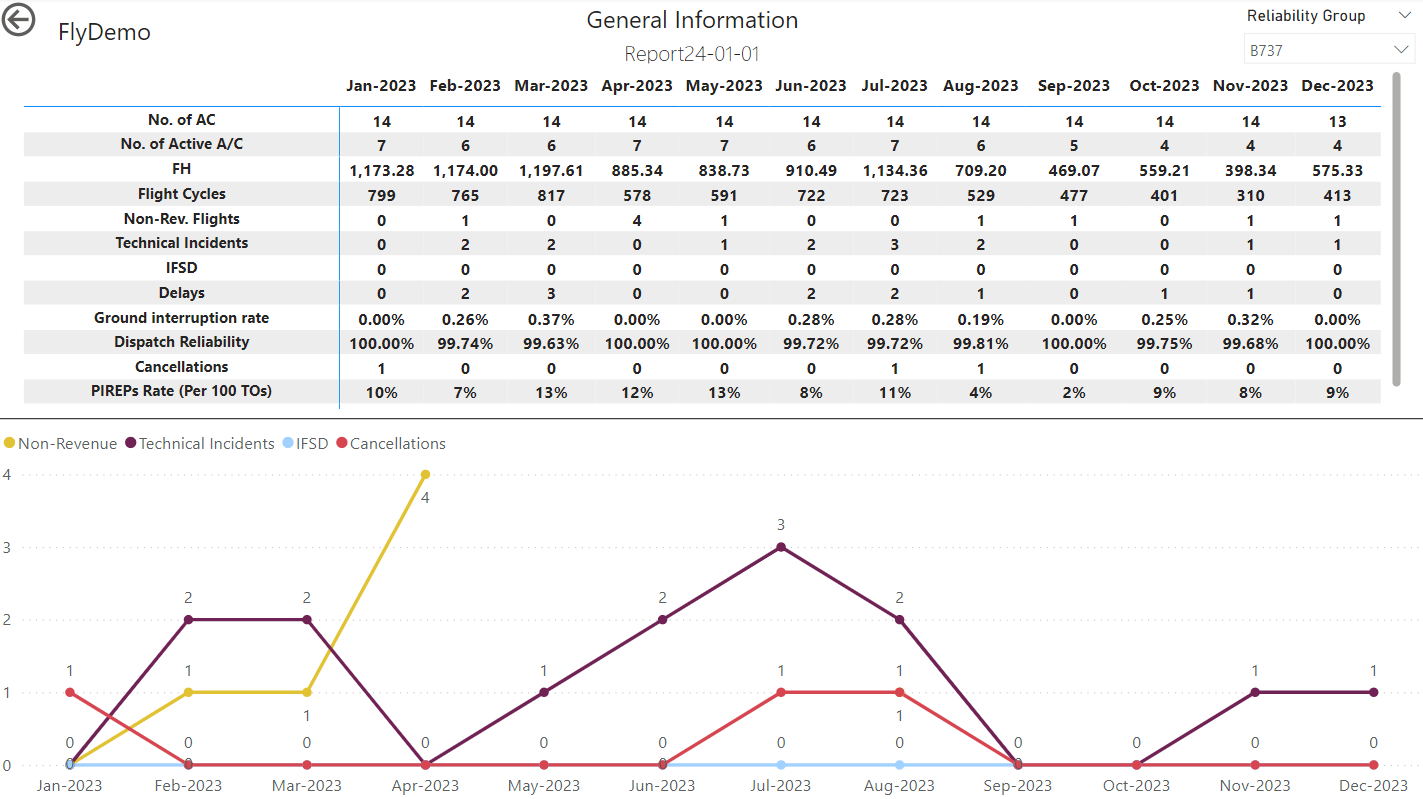 FlyDemo
General Information
Report24-01-01
Reliability Group
B737
Jan-2023 Feb-2023 Mar-2023 Apr-2023 May-2023 Jun-2023 Jul-2023 Aug-2023 Sep-2023 Oct-2023 Nov-2023 Dec-2023
No. of AC 14 14 14 14 14 14 14 14 14 14 14 13
No. of Active A/C 7 6 6 7 7 6 7 6 5 4 4 4
FH 1,173.28 1,174.00 1,197.61 885.34 838.73 910.49 1,134.36 709.20 469.07 559.21 398.34 575.33
Flight Cycles 799 765 817 578 591 722 723 529 477 401 310 413
Non-Rev. Flights 0 1 0 4 1 0 0 1 1 0 1 1
Technical Incidents 0 2 2 0 1 2 3 2 0 0 1 1
IFSD 0 0 0 0 0 0 0 0 0 0 0 0
Delays 0 2 3 0 0 2 2 1 0 1 1 0
Ground interruption rate 0.00% 0.26% 0.37% 0.00% 0.00% 0.28% 0.28% 0.19% 0.00% 0.25% 0.32% 0.00%
Dispatch Reliability 100.00% 99.74% 99.63% 100.00% 100.00% 99.72% 99.72% 99.81% 100.00% 99.75% 99.68% 100.00%
Cancellations 1 0 0 0 0 0 1 1 0 0 0 0
PIREPs Rate (Per 100 TOs) 10% 7% 13% 12% 13% 8% 11% 4% 2% 9% 8% 9%
Non-Revenue Technical Incidents IFSD Cancellations
4
4
3
3
2 2 2 2
2
1 1 1 1 1 1 1
1
1 1
0 0 0 0 0 0 0 0 0 0 0 0
0 0 0 0 0
Jan-2023 Feb-2023 Mar-2023 Apr-2023 May-2023 Jun-2023 Jul-2023 Aug-2023 Sep-2023 Oct-2023 Nov-2023 Dec-2023